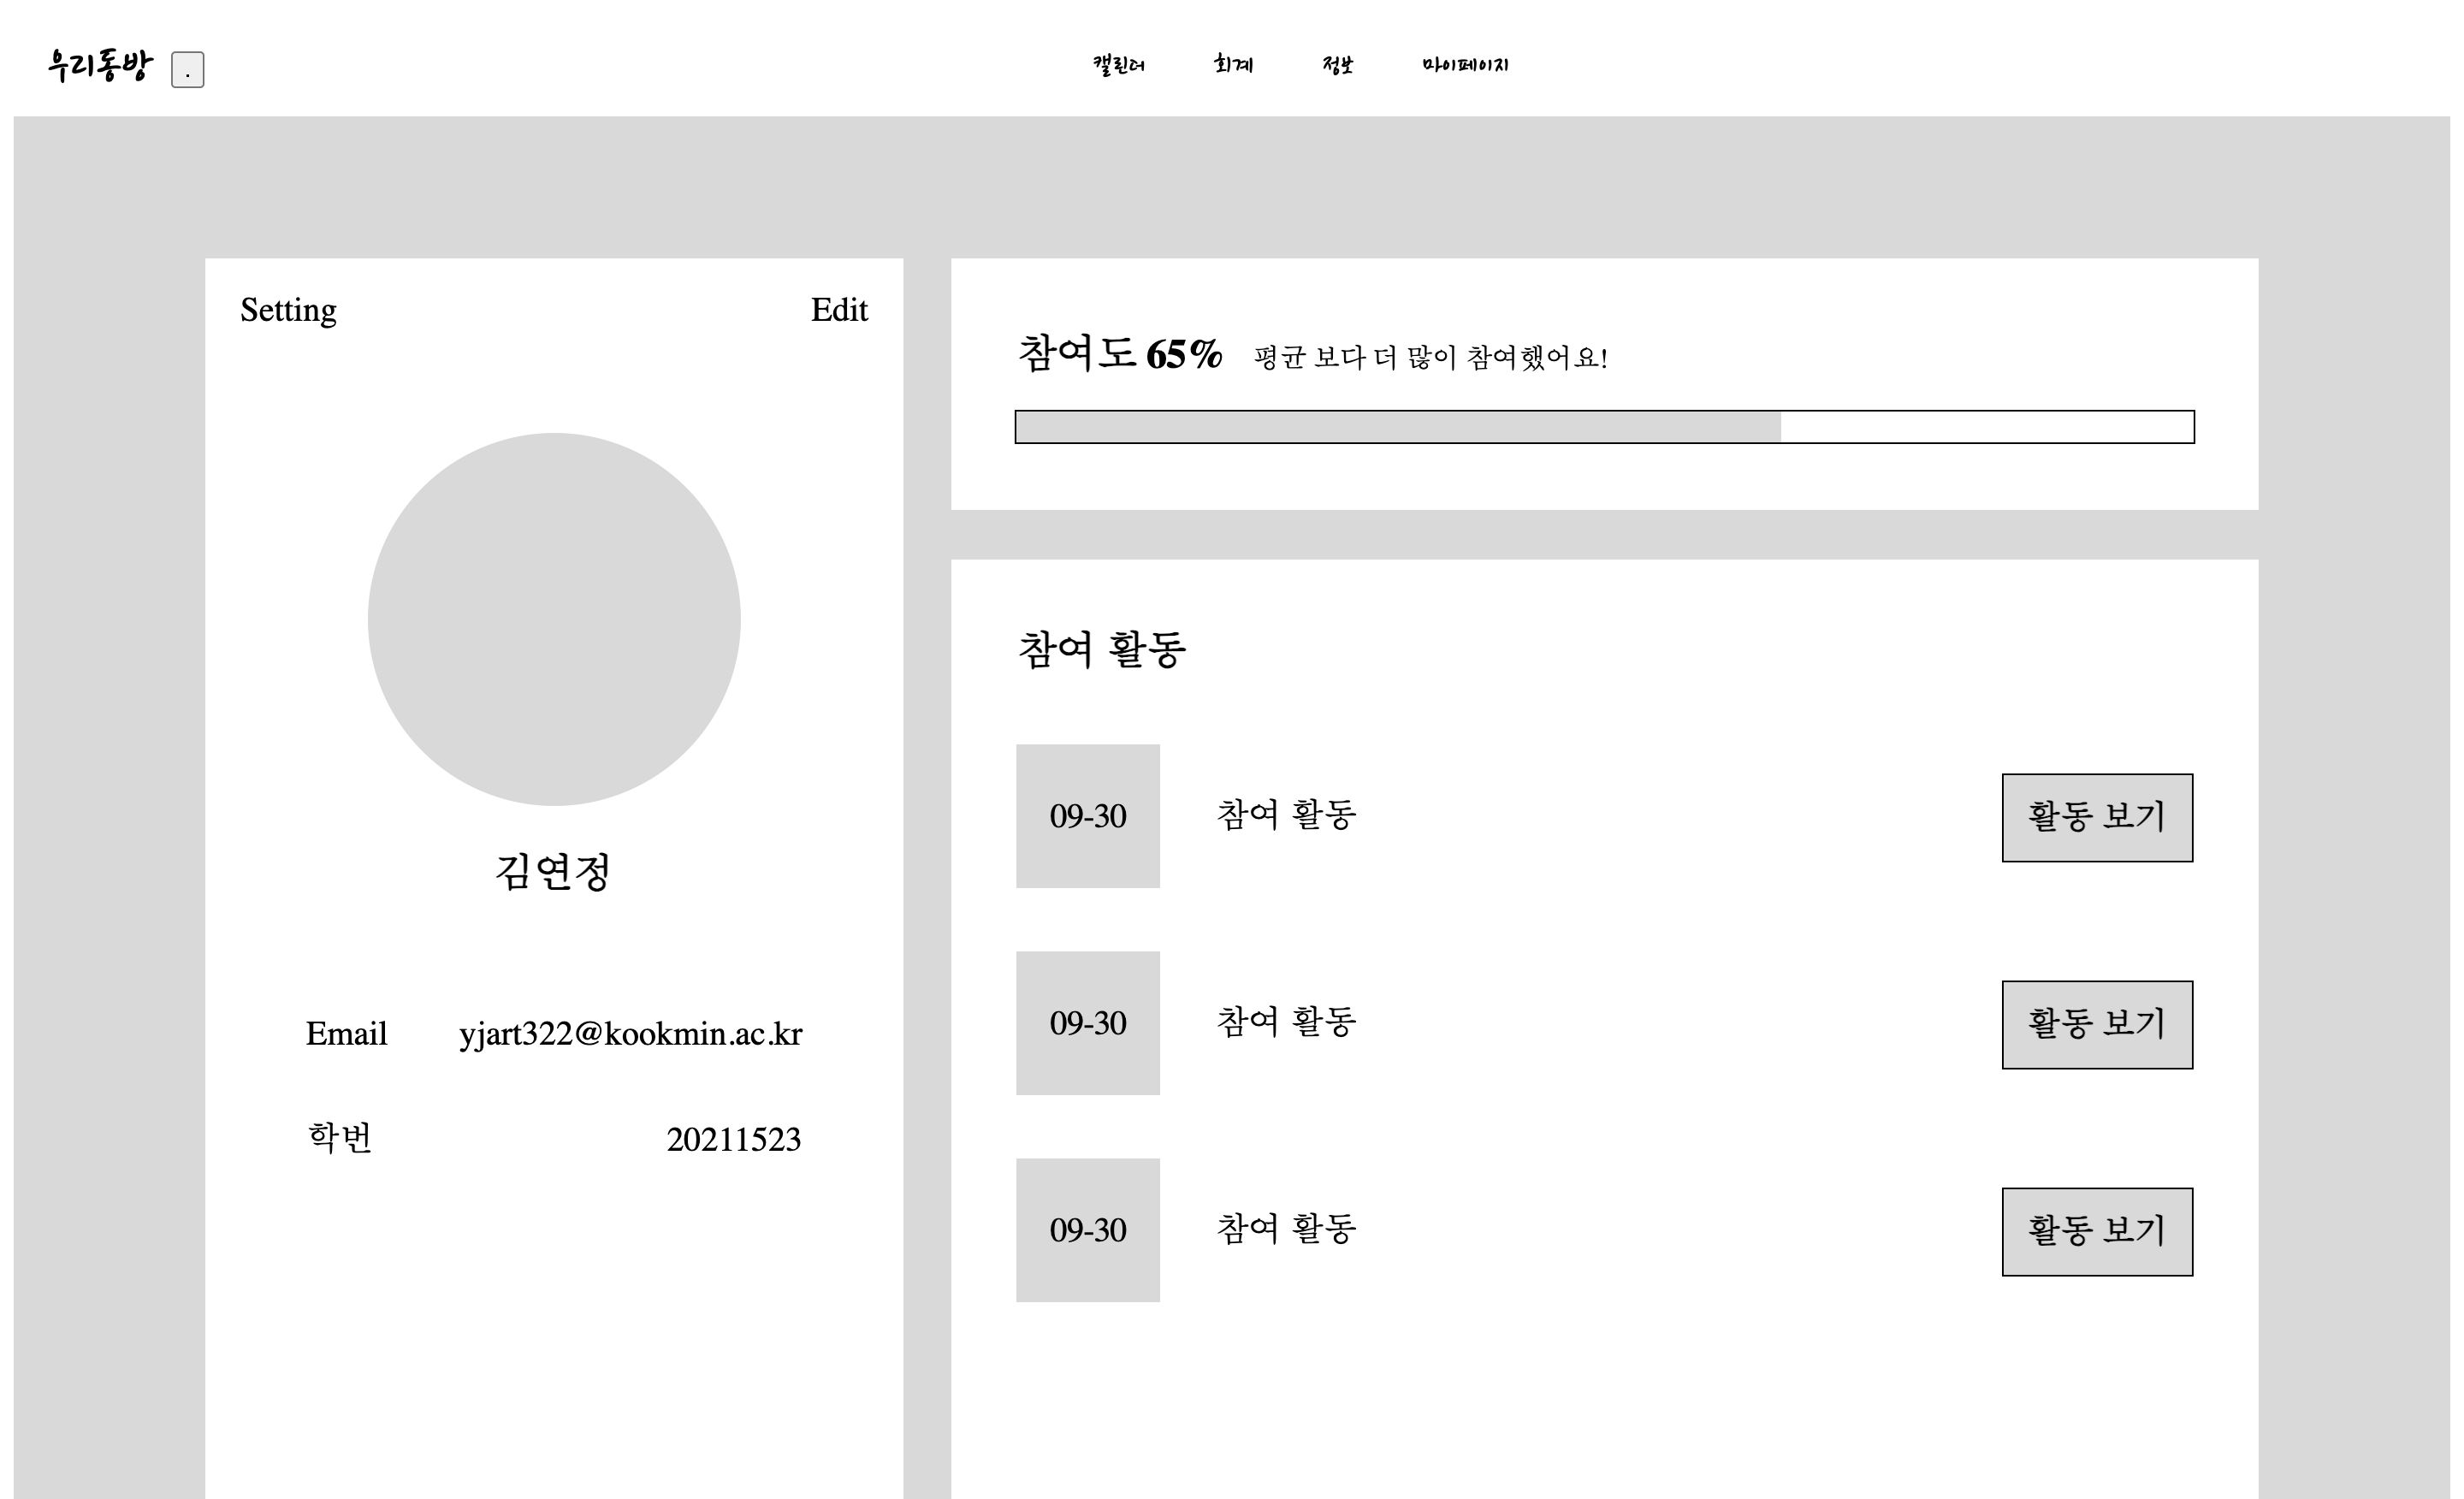 우리동방 .
캘린더 회계 정보 마이페이지
Setting Edit
김연정
Email yjart322@kookmin.ac.kr
학번 20211523
참여도 65% 평균 보다 더 많이 참여했어요!
참여 활동
09-30 참여 활동 활동 보기
09-30 참여 활동 활동 보기
09-30 참여 활동 활동 보기